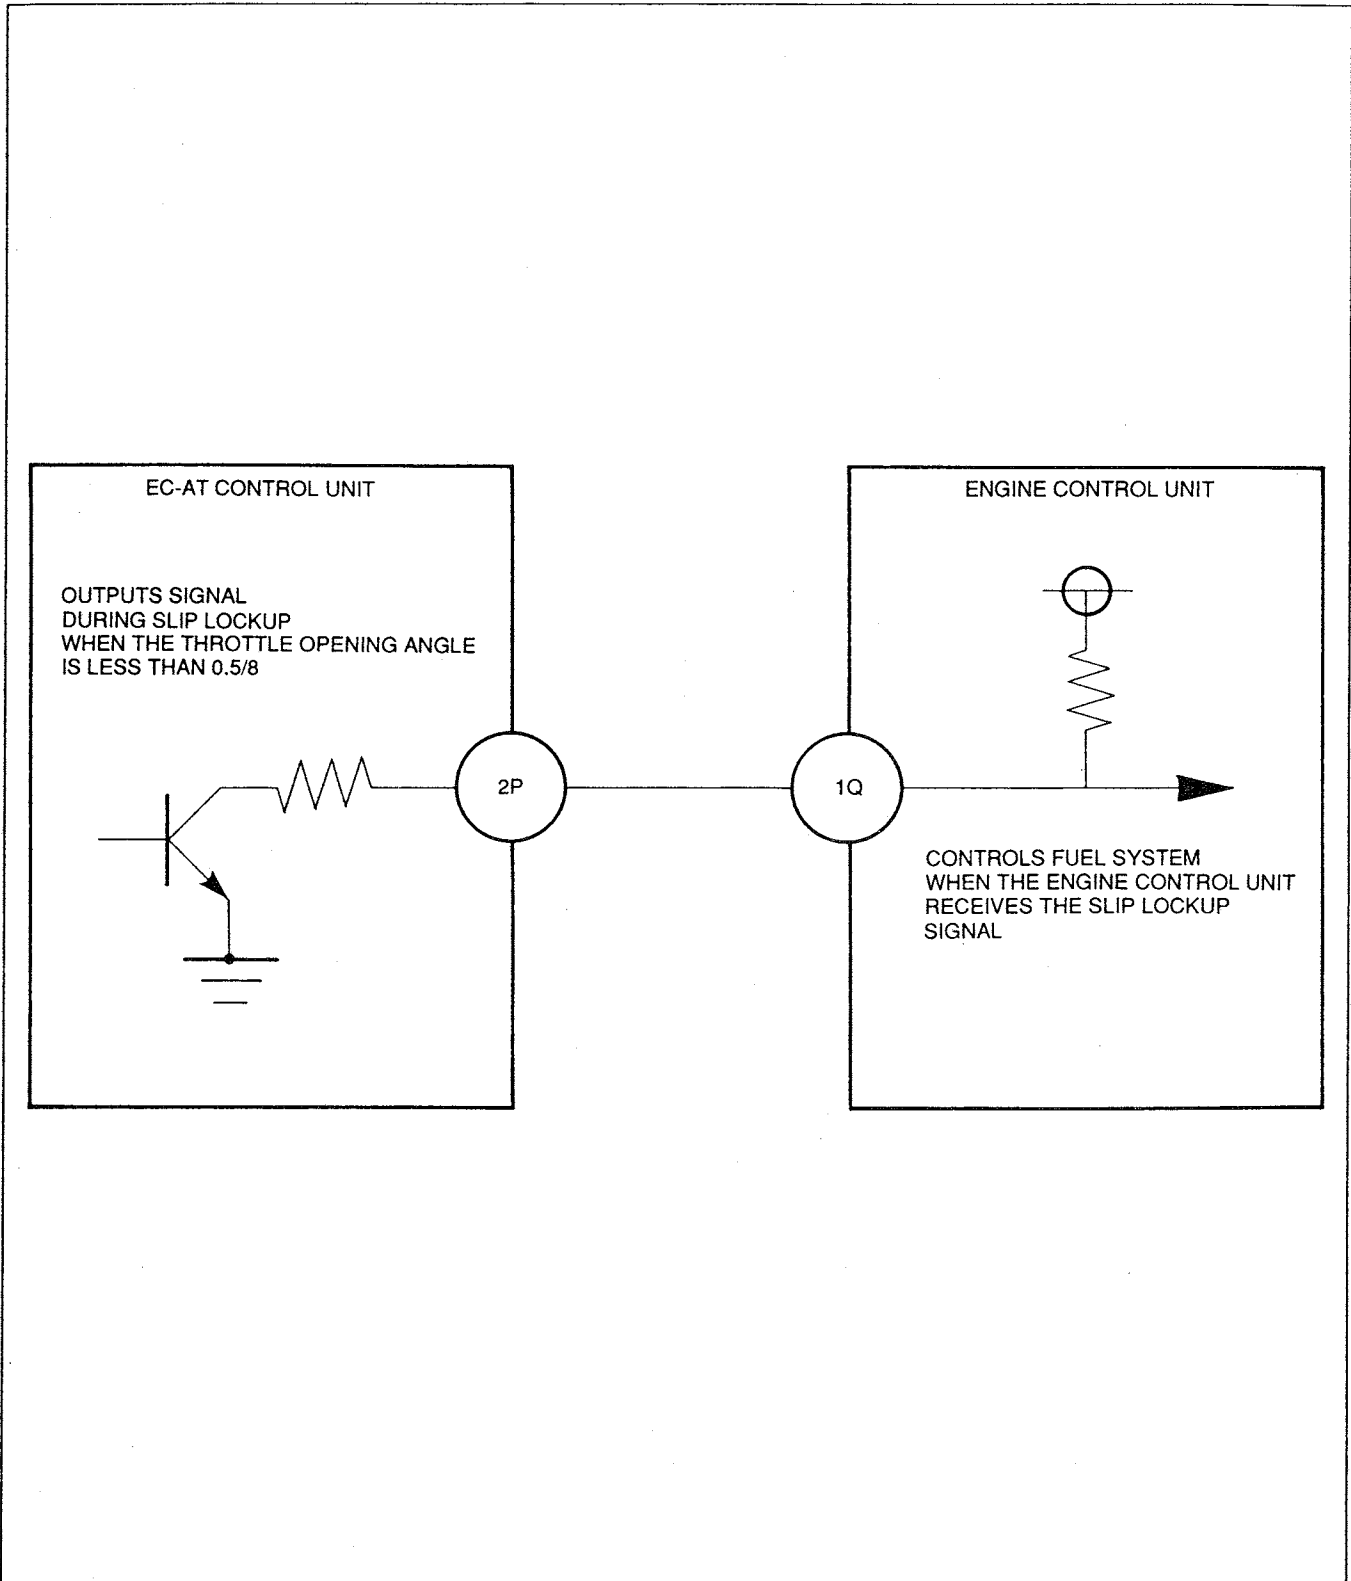 EC-AT CONTROL UNIT
OUTPUTS SIGNAL
DURING SLIP LOCKUP
WHEN THE THROTTLE OPENING ANGLE
IS LESS THAN 0.5/8
2P
ENGINE CONTROL UNIT
1Q
CONTROLS FUEL SYSTEM
WHEN THE ENGINE CONTROL UNIT
RECEIVES THE SLIP LOCKUP
SIGNAL